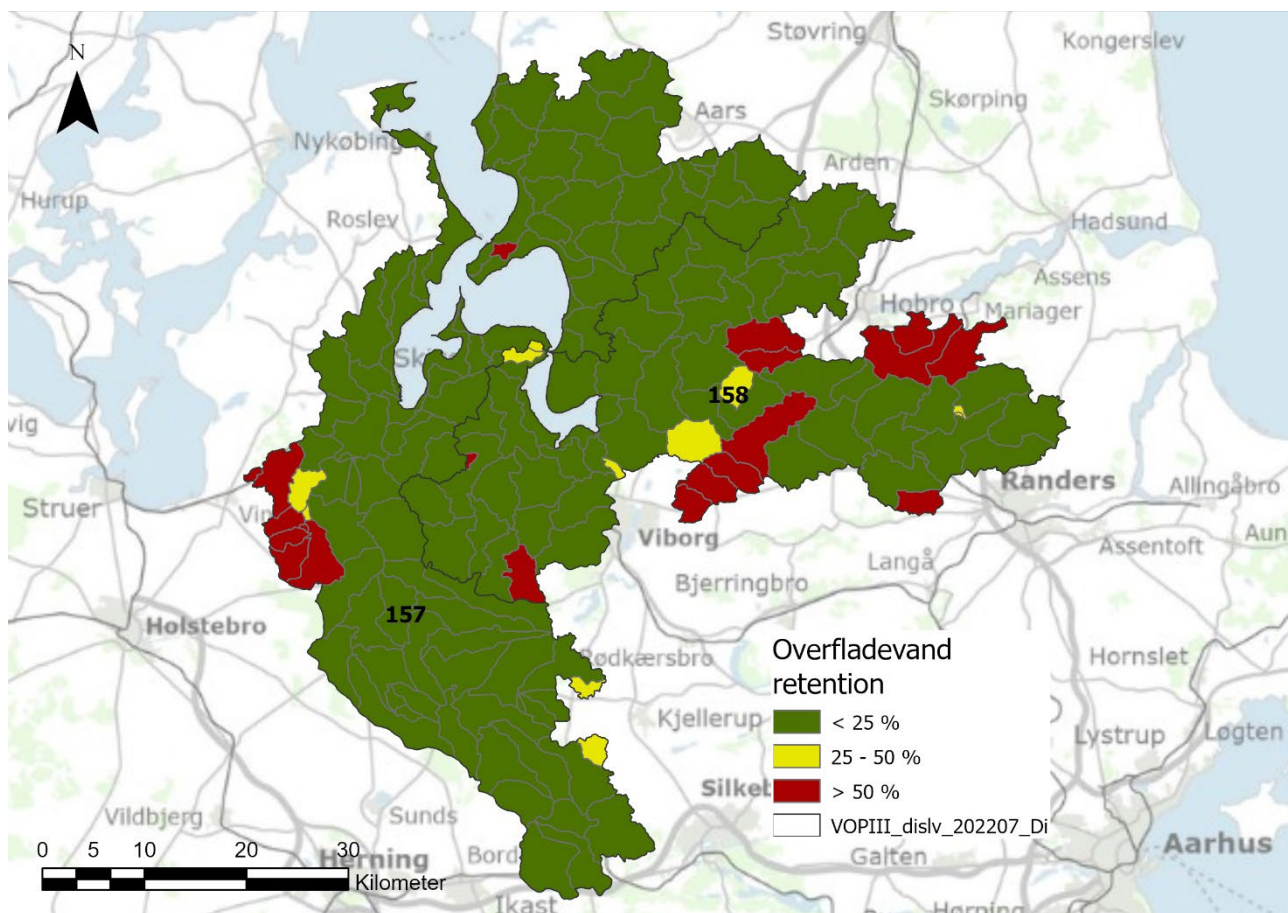 Støvring
Kongerslev
N
Aars
Skørping
Nykøbing
Arden
Hurup
Roslev
Hadsund
Assens
Hobro
Mariager
158
Randers
Allingåbro
Struer
Viborg
Assentoft
Langå
Bjerringbro
157
Holstebro
Overfladevand
retention
< 25 %
25 - 50 %
> 50 %
VOPIII_dislv_202207_Di
Rødkærsbro
Hornslet
Kjellerup
Lystrup
Løgten
Vildbjerg
Sunds
Aarhus
Galten
0 5 10 20 30
Kilometer
Herning
Ikast
Hørning